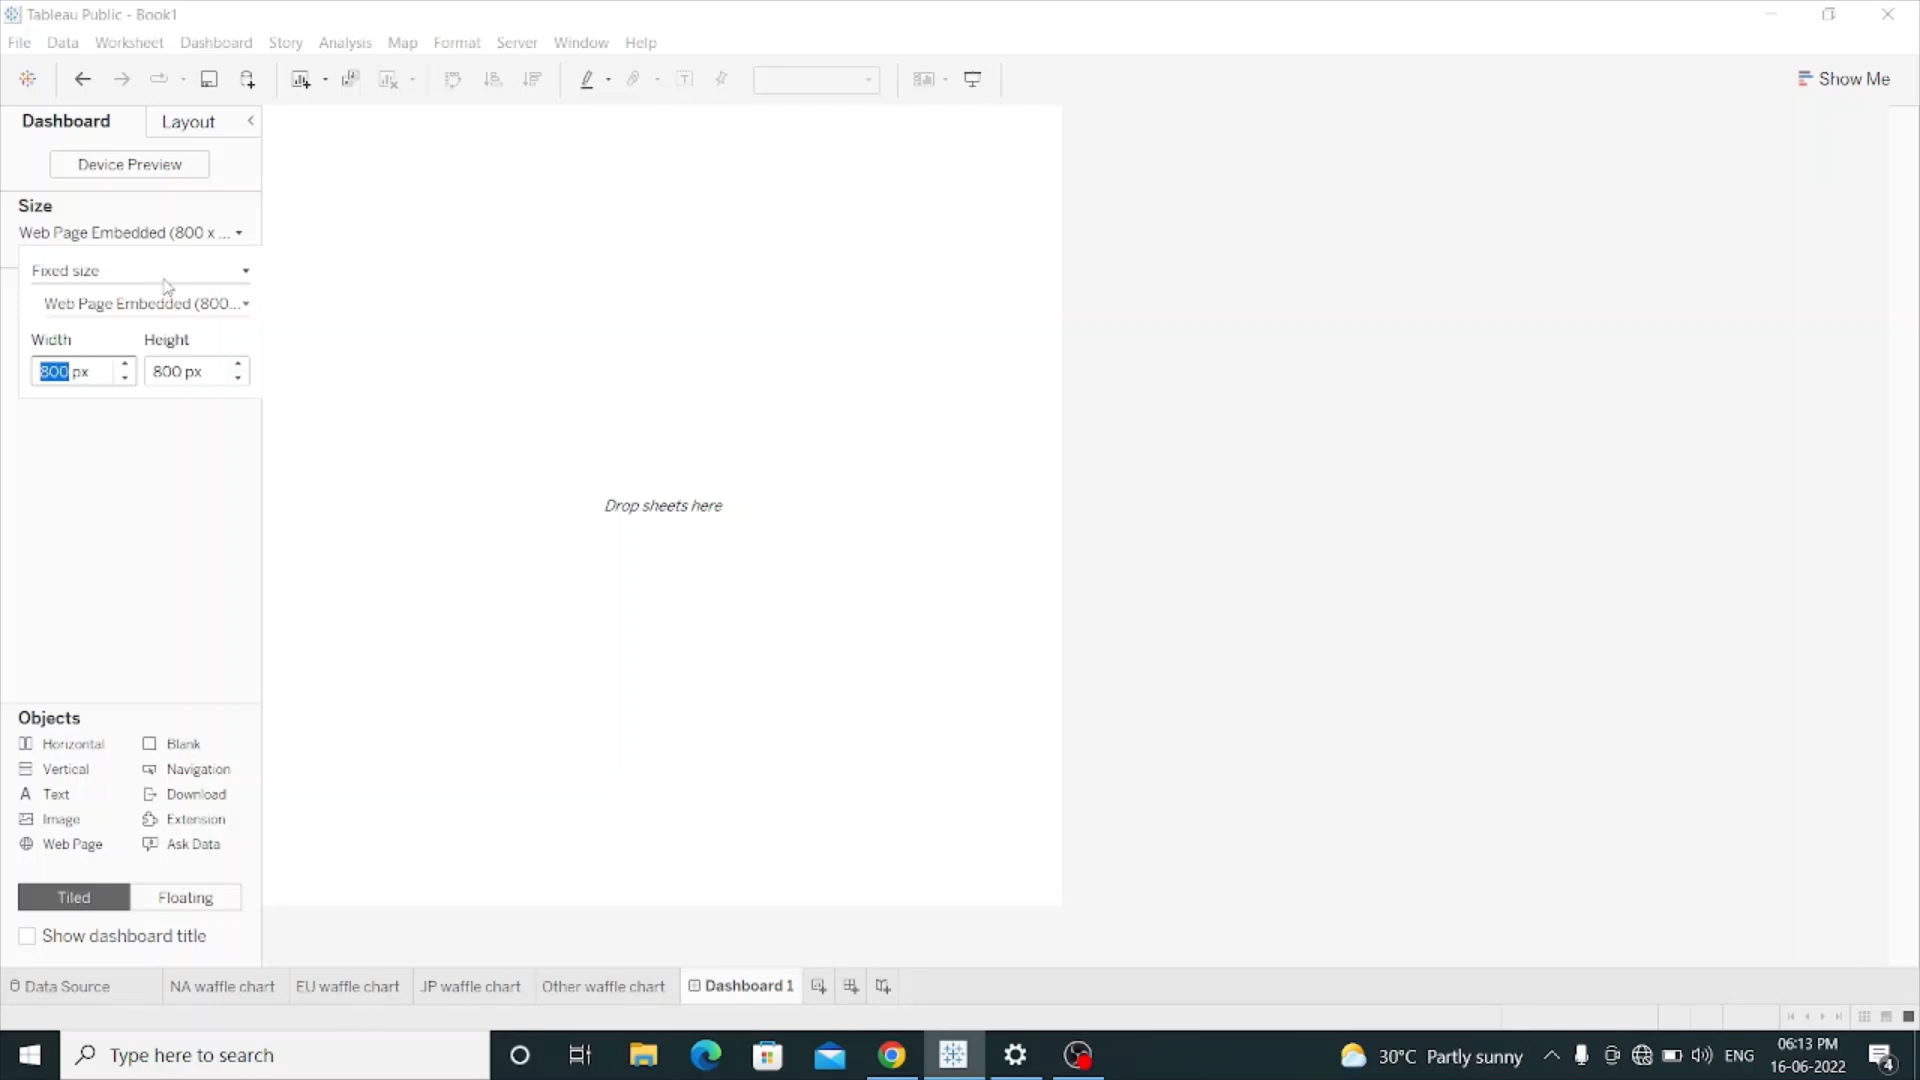 Tableau Public - Book1
File Data Worksheet Dashboard Story Analysis Map Format Server Window Help
Show Me
Dashboard Layout
Device Preview
Size
Web Page Embedded (800 x ...
Fixed size
Web Page Embedded (800...
Width Height
800 px 800 px
Drop sheets here
Objects
Horizontal Blank
Vertical Navigation
A Text Download
Image Extension
Web Page Ask Data
Tiled Floating
Show dashboard title
Data Source NA waffle chart EU waffle chart JP waffle chart Other waffle chart Dashboard 1
Type here to search
30°C Partly sunny
ENG
06:13 PM
16-06-2022
4